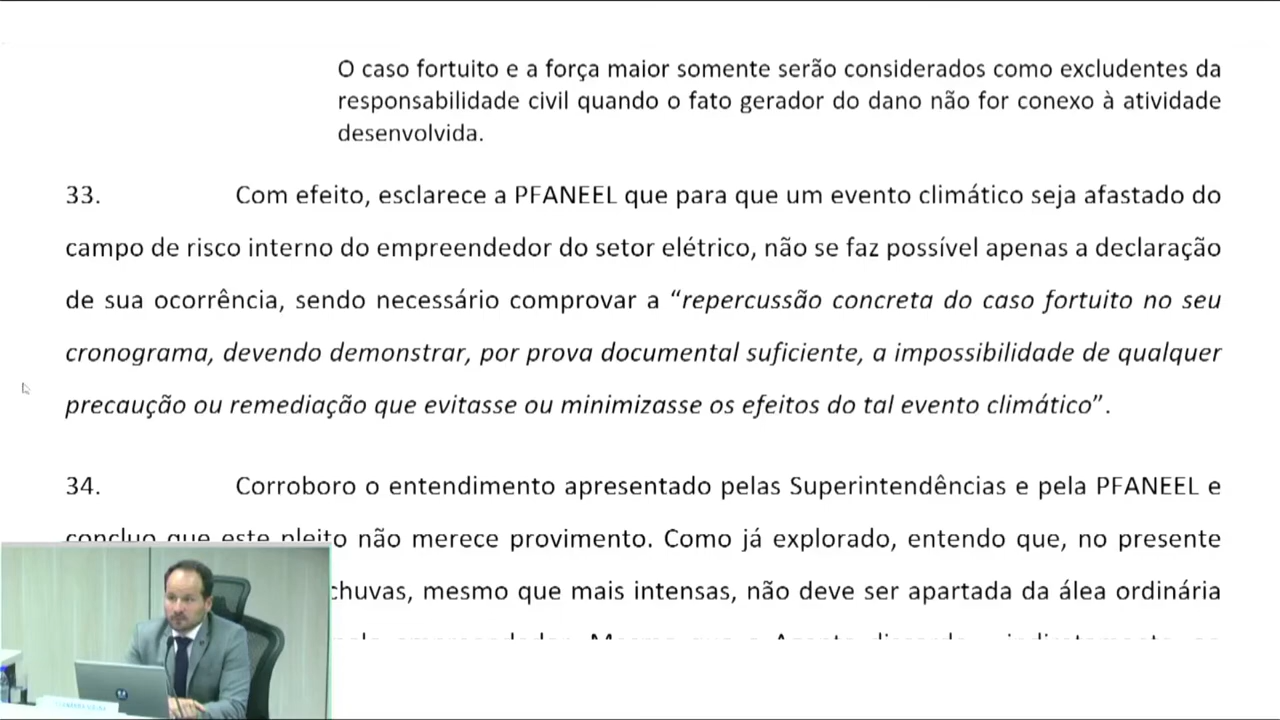 O caso fortuito e a força maior somente serão considerados como excludentes da
responsabilidade civil quando o fato gerador do dano não for conexo à atividade
desenvolvida.
33. Com efeito, esclarece a PFANEEL que para que um evento climático seja afastado do
campo de risco interno do empreendedor do setor elétrico, não se faz possível apenas a declaração
de sua ocorrência, sendo necessário comprovar a “repercussão concreta do caso fortuito no seu
cronograma, devendo demonstrar, por prova documental suficiente, a impossibilidade de qualquer
precaução ou remediação que evitasse ou minimizasse os efeitos do tal evento climático”.
34. Corroboro o entendimento apresentado pelas Superintendências e pela PFANEEL e
concluo que este pleito não merece provimento. Como já explorado, entendo que, no presente
chuvas, mesmo que mais intensas, não deve ser apartada da álea ordinária